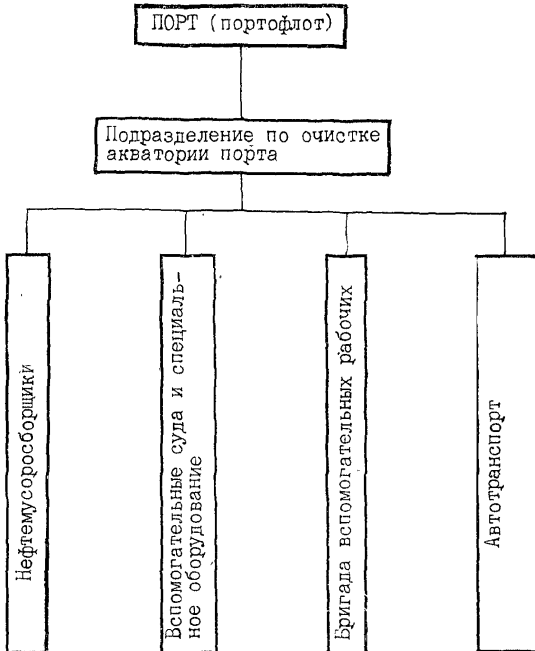 ПОРТ (портофлот)
Подразделение по очистке
акватории порта
Нефтемусоросборщики
Вспомогательные суда и специаль-
ное оборудование
Бригада вспомогательных рабочих
Автотранспорт